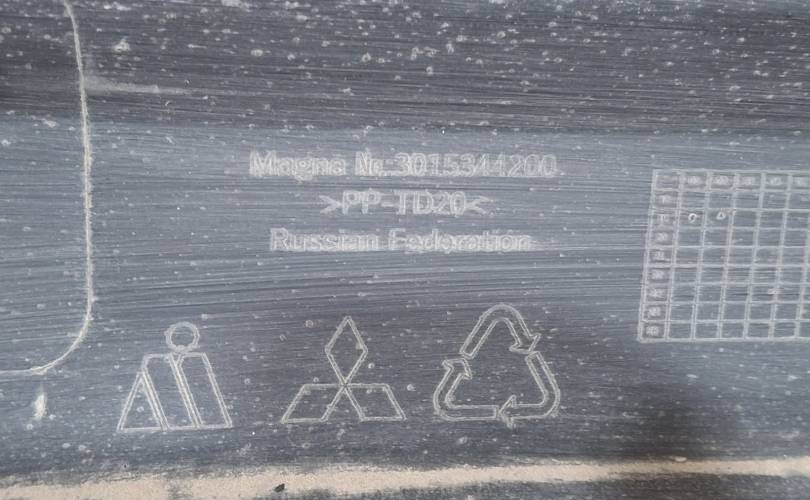 Magna №:3015344200
>PP-TD20<
Russian Federation